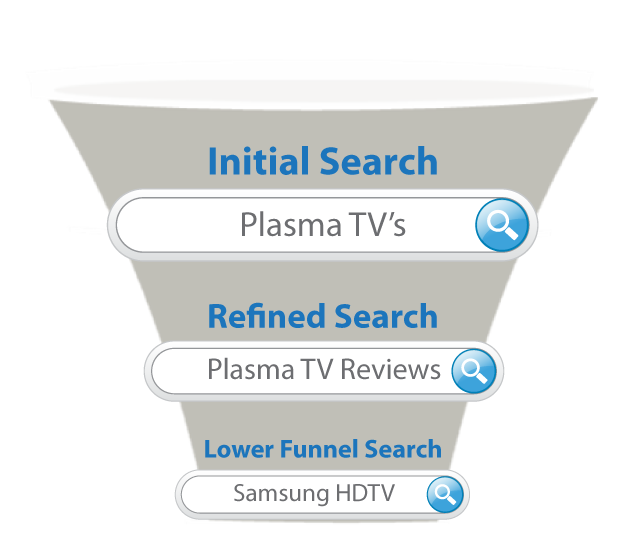 Initial Search
Plasma TV’s
Refined Search
Plasma TV Reviews
Lower Funnel Search
Samsung HDTV